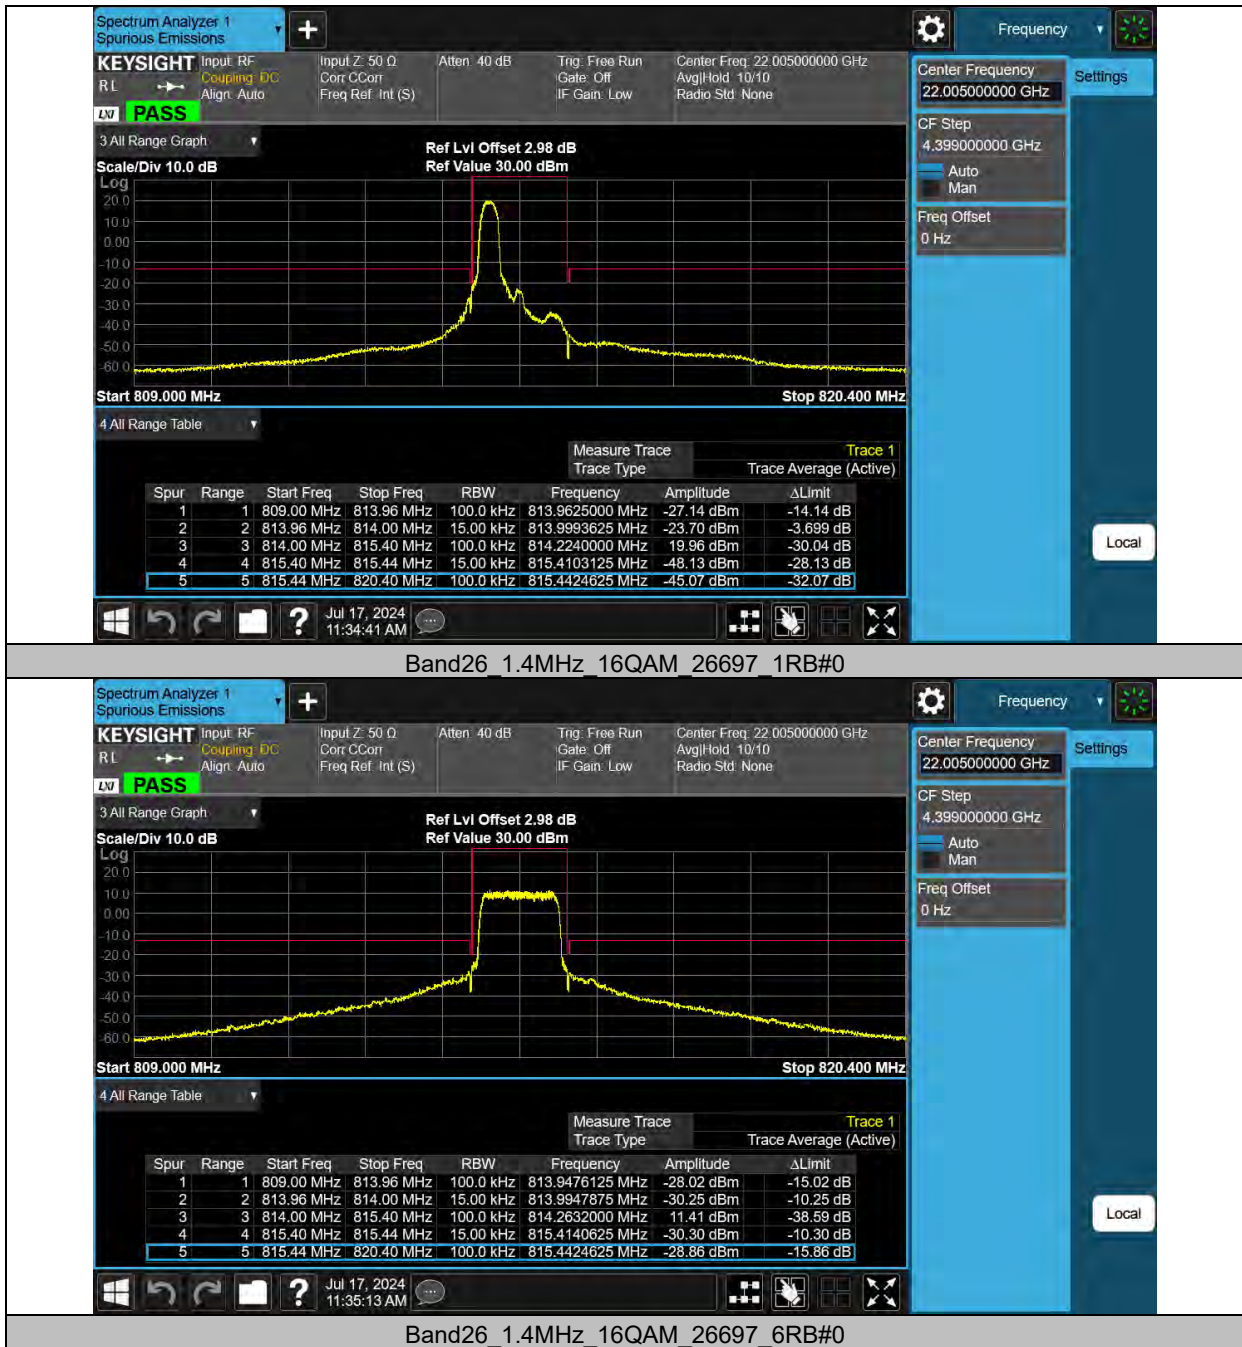 Spectrum Analyzer 1
Spurious Emissions
+
Frequency
KEYSIGHT Input: RF Input Z: 50 Ω Atten: 40 dB Trig: Free Run Center Freq: 22.005000000 GHz
RL Coupling: DC Corr CCorr Gate: Off Avg|Hold: 10/10
Align: Auto Freq Ref: Int (S) IF Gain: Low Radio Std: None
LXI PASS
Center Frequency
22.005000000 GHz
Settings
CF Step
4.399000000 GHz
Auto
Man
Freq Offset
0 Hz
Local
3 All Range Graph
Ref Lvl Offset 2.98 dB
Scale/Div 10.0 dB Ref Value 30.00 dBm
Log
20.0
10.0
0.00
-10.0
-20.0
-30.0
-40.0
-50.0
-60.0
Start 809.000 MHz Stop 820.400 MHz
4 All Range Table
Measure Trace Trace 1
Trace Type Trace Average (Active)
Spur Range Start Freq Stop Freq RBW Frequency Amplitude ΔLimit
1 1 809.00 MHz 813.96 MHz 100.0 kHz 813.9625000 MHz -27.14 dBm -14.14 dB
2 2 813.96 MHz 814.00 MHz 15.00 kHz 813.9993625 MHz -23.70 dBm -3.699 dB
3 3 814.00 MHz 815.40 MHz 100.0 kHz 814.2240000 MHz 19.96 dBm -30.04 dB
4 4 815.40 MHz 815.44 MHz 15.00 kHz 815.4103125 MHz -48.13 dBm -28.13 dB
5 5 815.44 MHz 820.40 MHz 100.0 kHz 815.4424625 MHz -45.07 dBm -32.07 dB
?
Jul 17, 2024
11:34:41 AM
Band26_1.4MHz_16QAM_26697_1RB#0
Spectrum Analyzer 1
Spurious Emissions
+
Frequency
KEYSIGHT Input: RF Input Z: 50 Ω Atten: 40 dB Trig: Free Run Center Freq: 22.005000000 GHz
RL Coupling: DC Corr CCorr Gate: Off Avg|Hold: 10/10
Align: Auto Freq Ref: Int (S) IF Gain: Low Radio Std: None
LXI PASS
Center Frequency
22.005000000 GHz
Settings
CF Step
4.399000000 GHz
Auto
Man
Freq Offset
0 Hz
Local
3 All Range Graph
Ref Lvl Offset 2.98 dB
Scale/Div 10.0 dB Ref Value 30.00 dBm
Log
20.0
10.0
0.00
-10.0
-20.0
-30.0
-40.0
-50.0
-60.0
Start 809.000 MHz Stop 820.400 MHz
4 All Range Table
Measure Trace Trace 1
Trace Type Trace Average (Active)
Spur Range Start Freq Stop Freq RBW Frequency Amplitude ΔLimit
1 1 809.00 MHz 813.96 MHz 100.0 kHz 813.9476125 MHz -28.02 dBm -15.02 dB
2 2 813.96 MHz 814.00 MHz 15.00 kHz 813.9947875 MHz -30.25 dBm -10.25 dB
3 3 814.00 MHz 815.40 MHz 100.0 kHz 814.2632000 MHz 11.41 dBm -38.59 dB
4 4 815.40 MHz 815.44 MHz 15.00 kHz 815.4140625 MHz -30.30 dBm -10.30 dB
5 5 815.44 MHz 820.40 MHz 100.0 kHz 815.4424625 MHz -28.86 dBm -15.86 dB
?
Jul 17, 2024
11:35:13 AM
Band26_1.4MHz_16QAM_26697_6RB#0